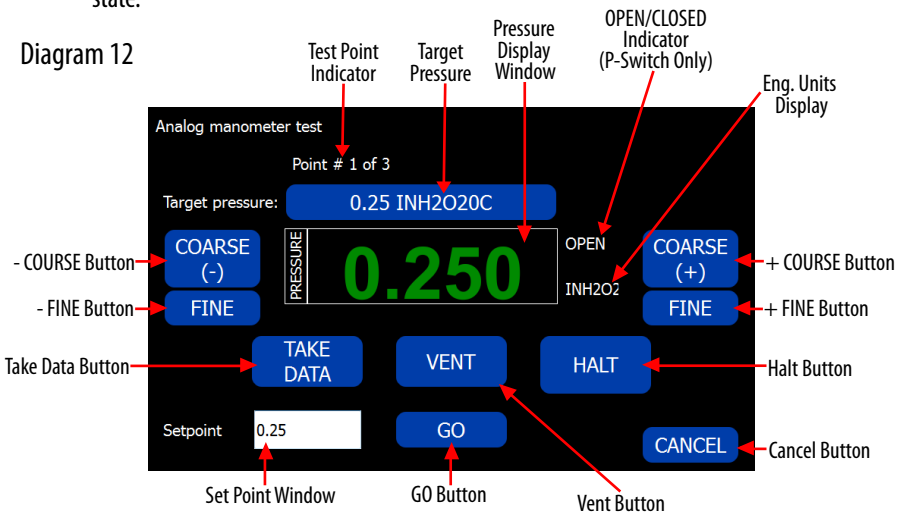 state.
Diagram 12
Test Point
Indicator
Target
Pressure
Pressure
Display
Window
OPEN/CLOSED
Indicator
(P-Switch Only)
Eng. Units
Display
Analog manometer test
Point # 1 of 3
Target pressure:
0.25 INH2O20C
PRESSURE
0.250
OPEN
INH2O2
COARSE
(-)
FINE
COARSE
(+)
FINE
- COURSE Button
- FINE Button
+ COURSE Button
+ FINE Button
Take Data Button
TAKE
DATA
VENT
HALT
Halt Button
Setpoint
0.25
GO
CANCEL
Cancel Button
Set Point Window
GO Button
Vent Button